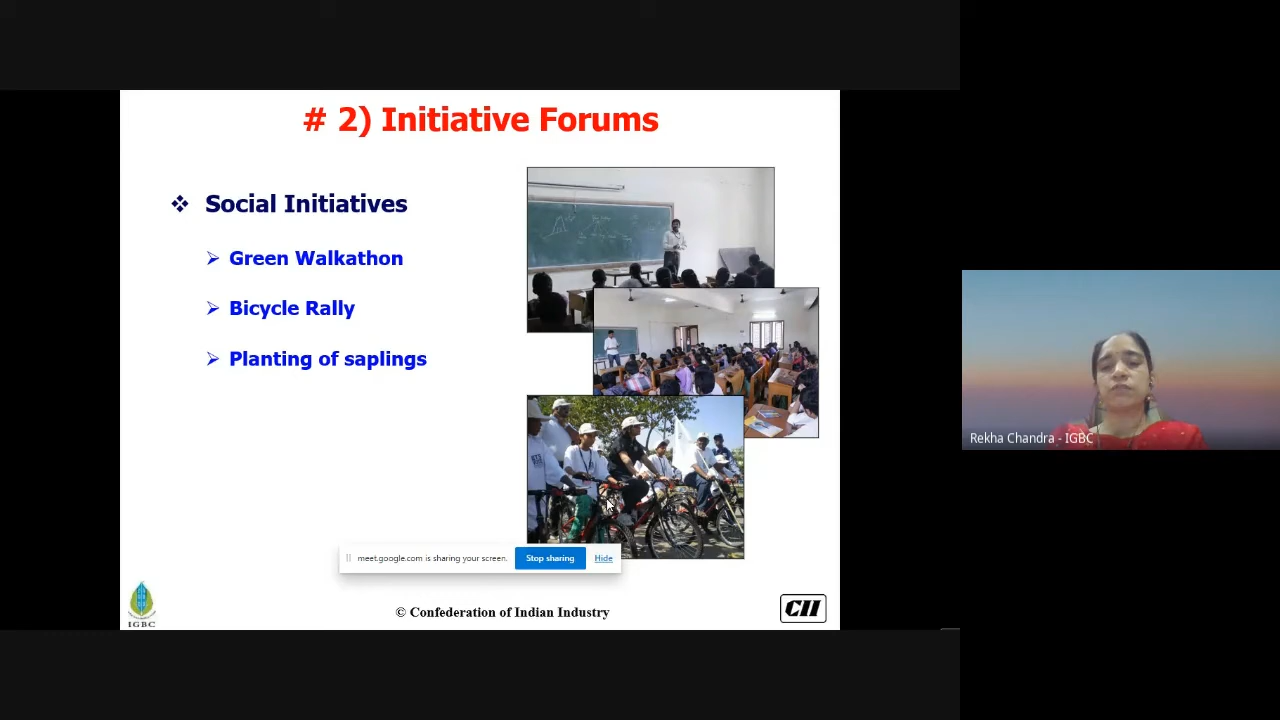 # 2) Initiative Forums
❖ Social Initiatives
➢ Green Walkathon
➢ Bicycle Rally
➢ Planting of saplings
meet.google.com is sharing your screen. Stop sharing Hide
IGBC
© Confederation of Indian Industry
CII
Rekha Chandra - IGBC